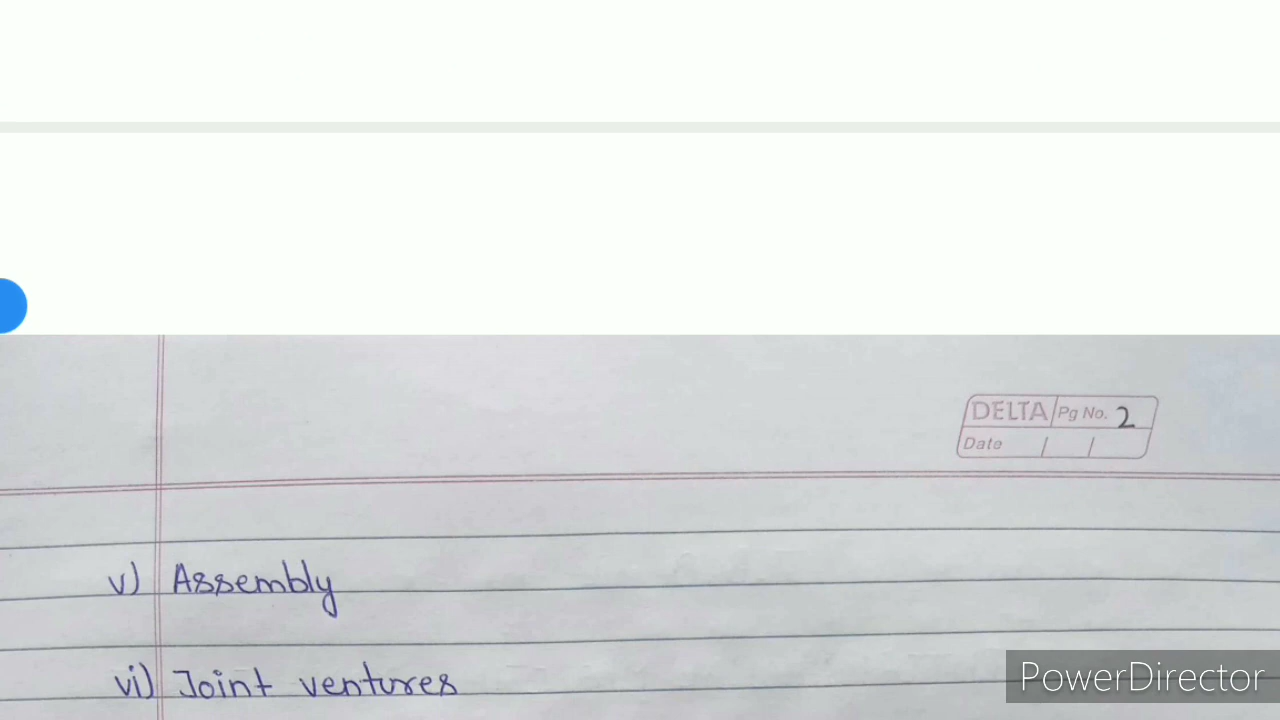 DELTA Pg No. 2
Date / /
v) Assembly
vi) Joint ventures
PowerDirector